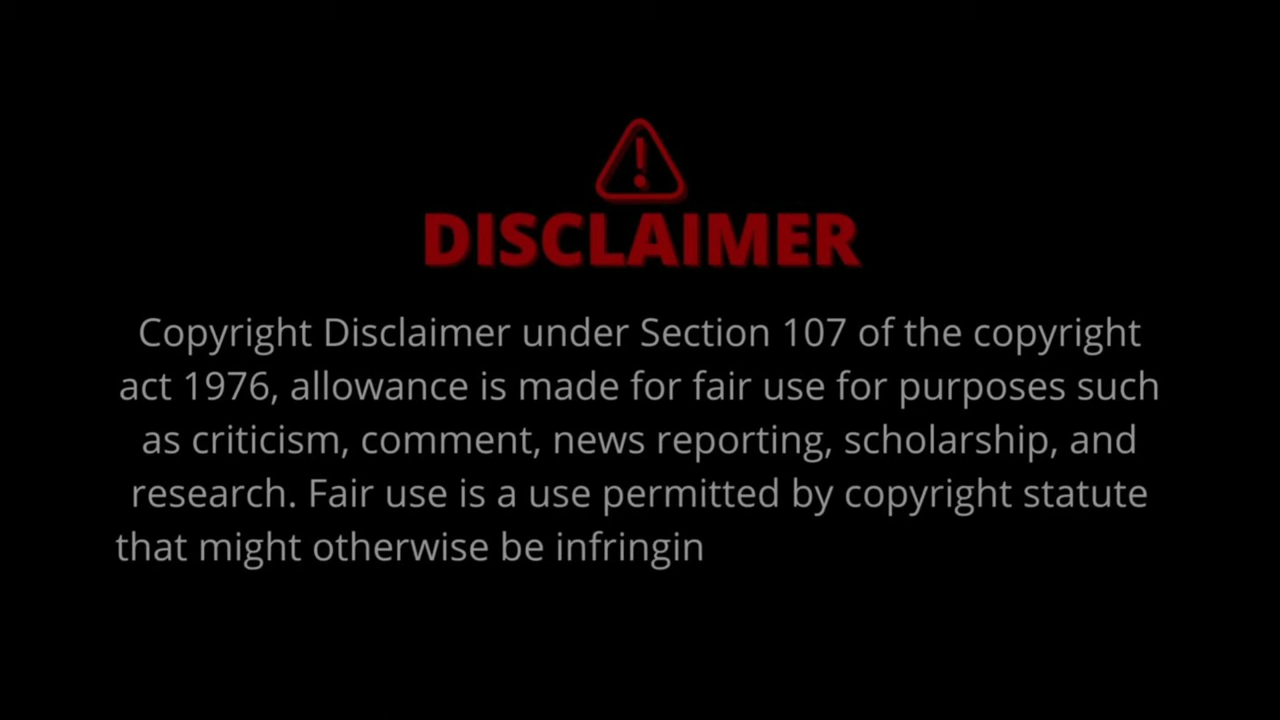 DISCLAIMER
Copyright Disclaimer under Section 107 of the copyright
act 1976, allowance is made for fair use for purposes such
as criticism, comment, news reporting, scholarship, and
research. Fair use is a use permitted by copyright statute
that might otherwise be infringin